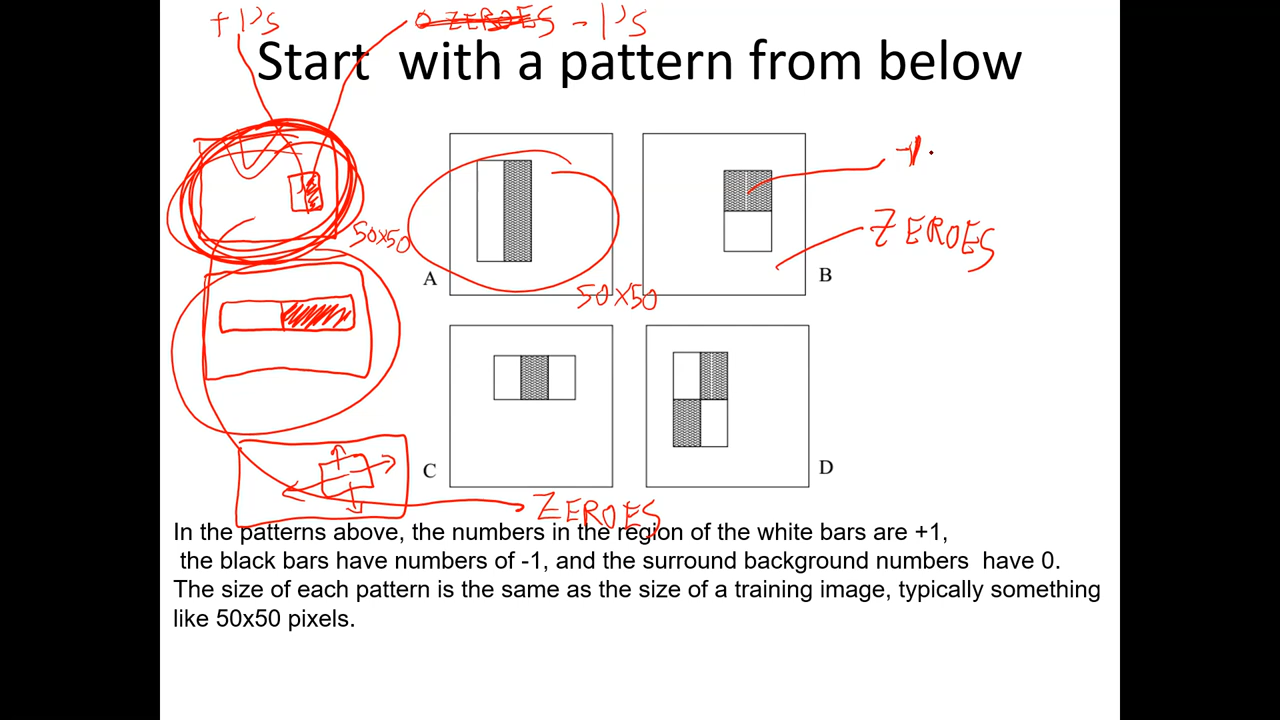 +1's
0 ZEROES -1's
Start with a pattern from below
50x50
A
50x50
-1
ZEROES
B
C
D
ZEROES
In the patterns above, the numbers in the region of the white bars are +1,
the black bars have numbers of -1, and the surround background numbers have 0.
The size of each pattern is the same as the size of a training image, typically something
like 50x50 pixels.